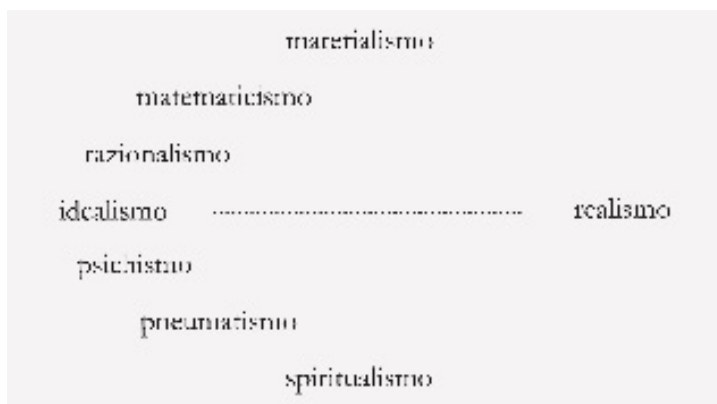 materialismo
matematicismo
razionalismo
idealismo ........................................................ realismo
psichismo
pneumatismo
spiritualismo